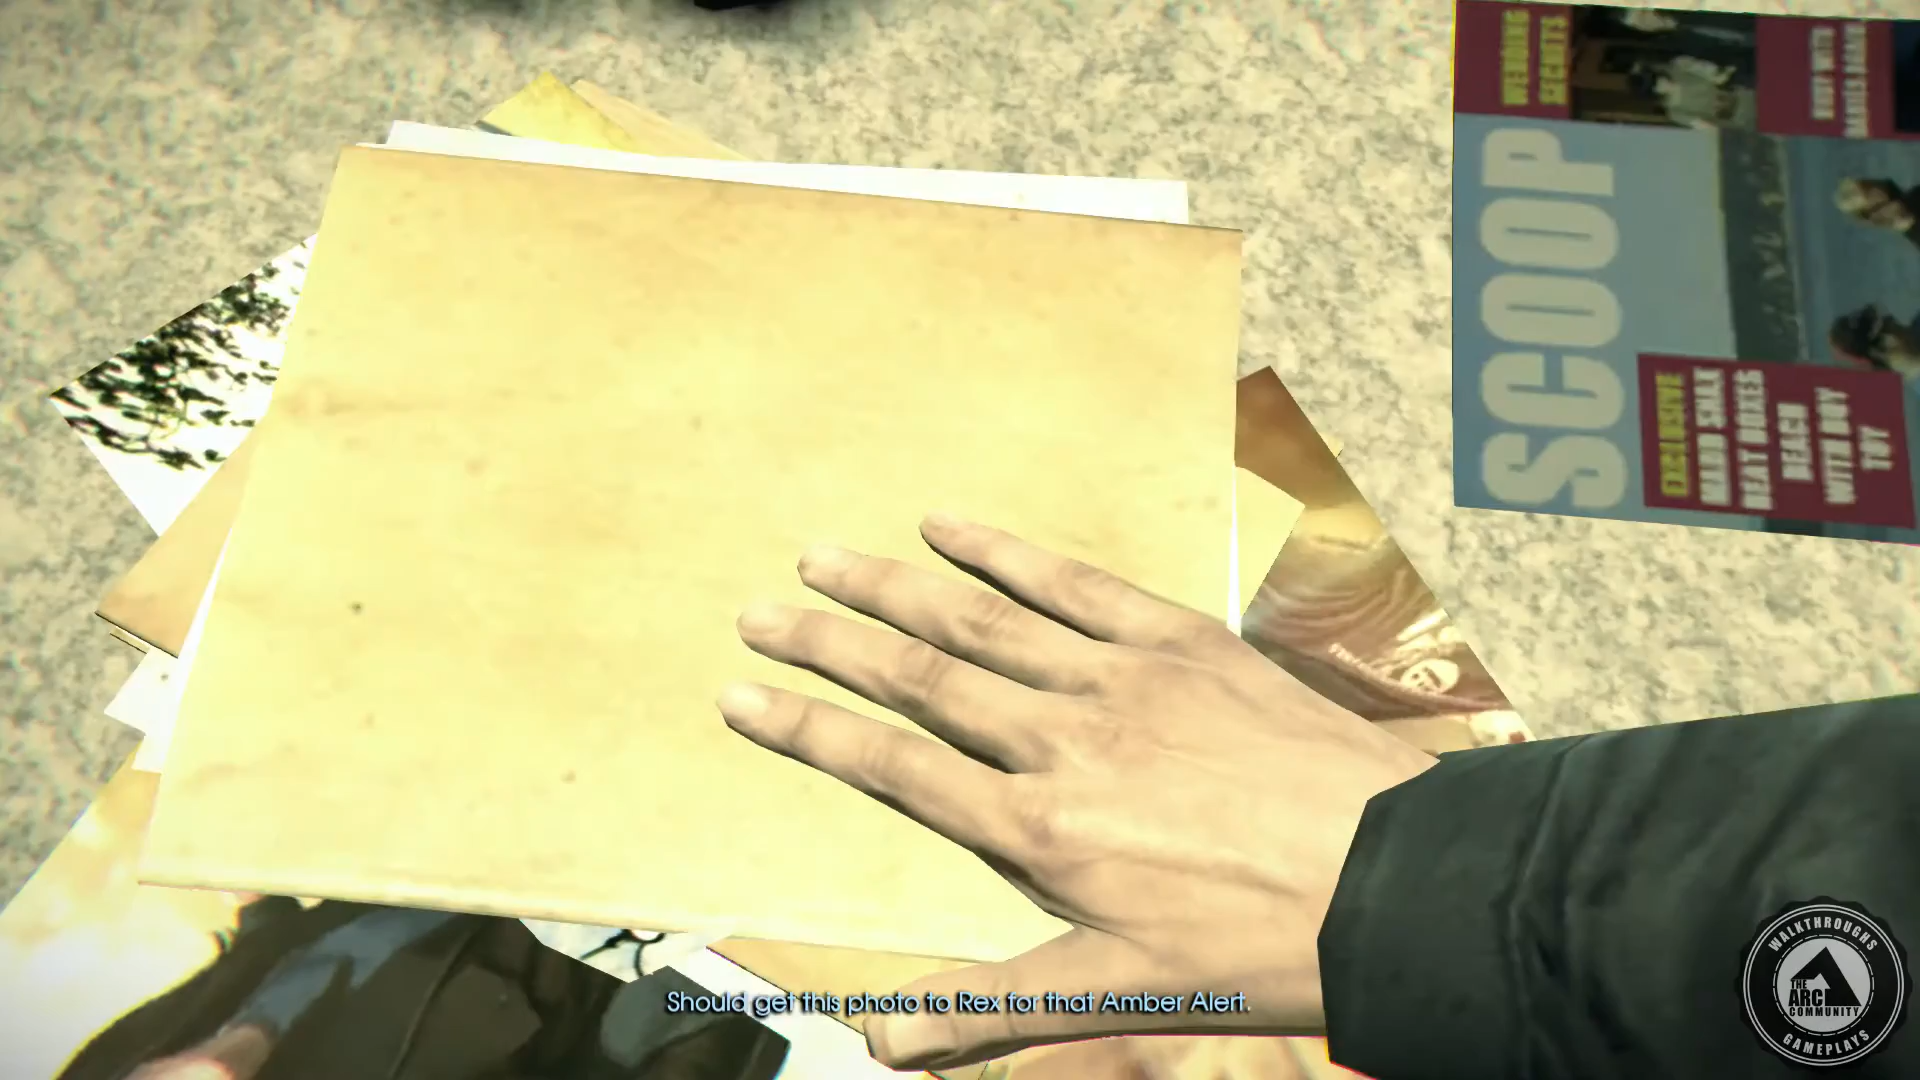 WEDDING
SECRETS
SCOOP
EXCLUSIVE
BEACH
WITH BOY
TOY
Should get this photo to Rex for that Amber Alert.
WALKTHROUGHS
THE
ARC
COMMUNITY
GAMEPLAYS